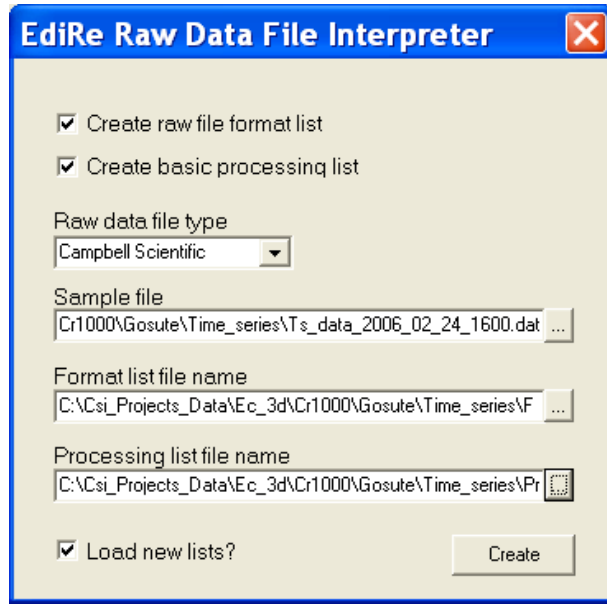 EdiRe Raw Data File Interpreter
Create raw file format list
Create basic processing list
Raw data file type
Campbell Scientific
Sample file
Cr1000\Gosute\Time_series\Ts_data_2006_02_24_1600.dat ...
Format list file name
C:\Csi_Projects_Data\Ec_3d\Cr1000\Gosute\Time_series\F ...
Processing list file name
C:\Csi_Projects_Data\Ec_3d\Cr1000\Gosute\Time_series\Pr ...
Load new lists?
Create